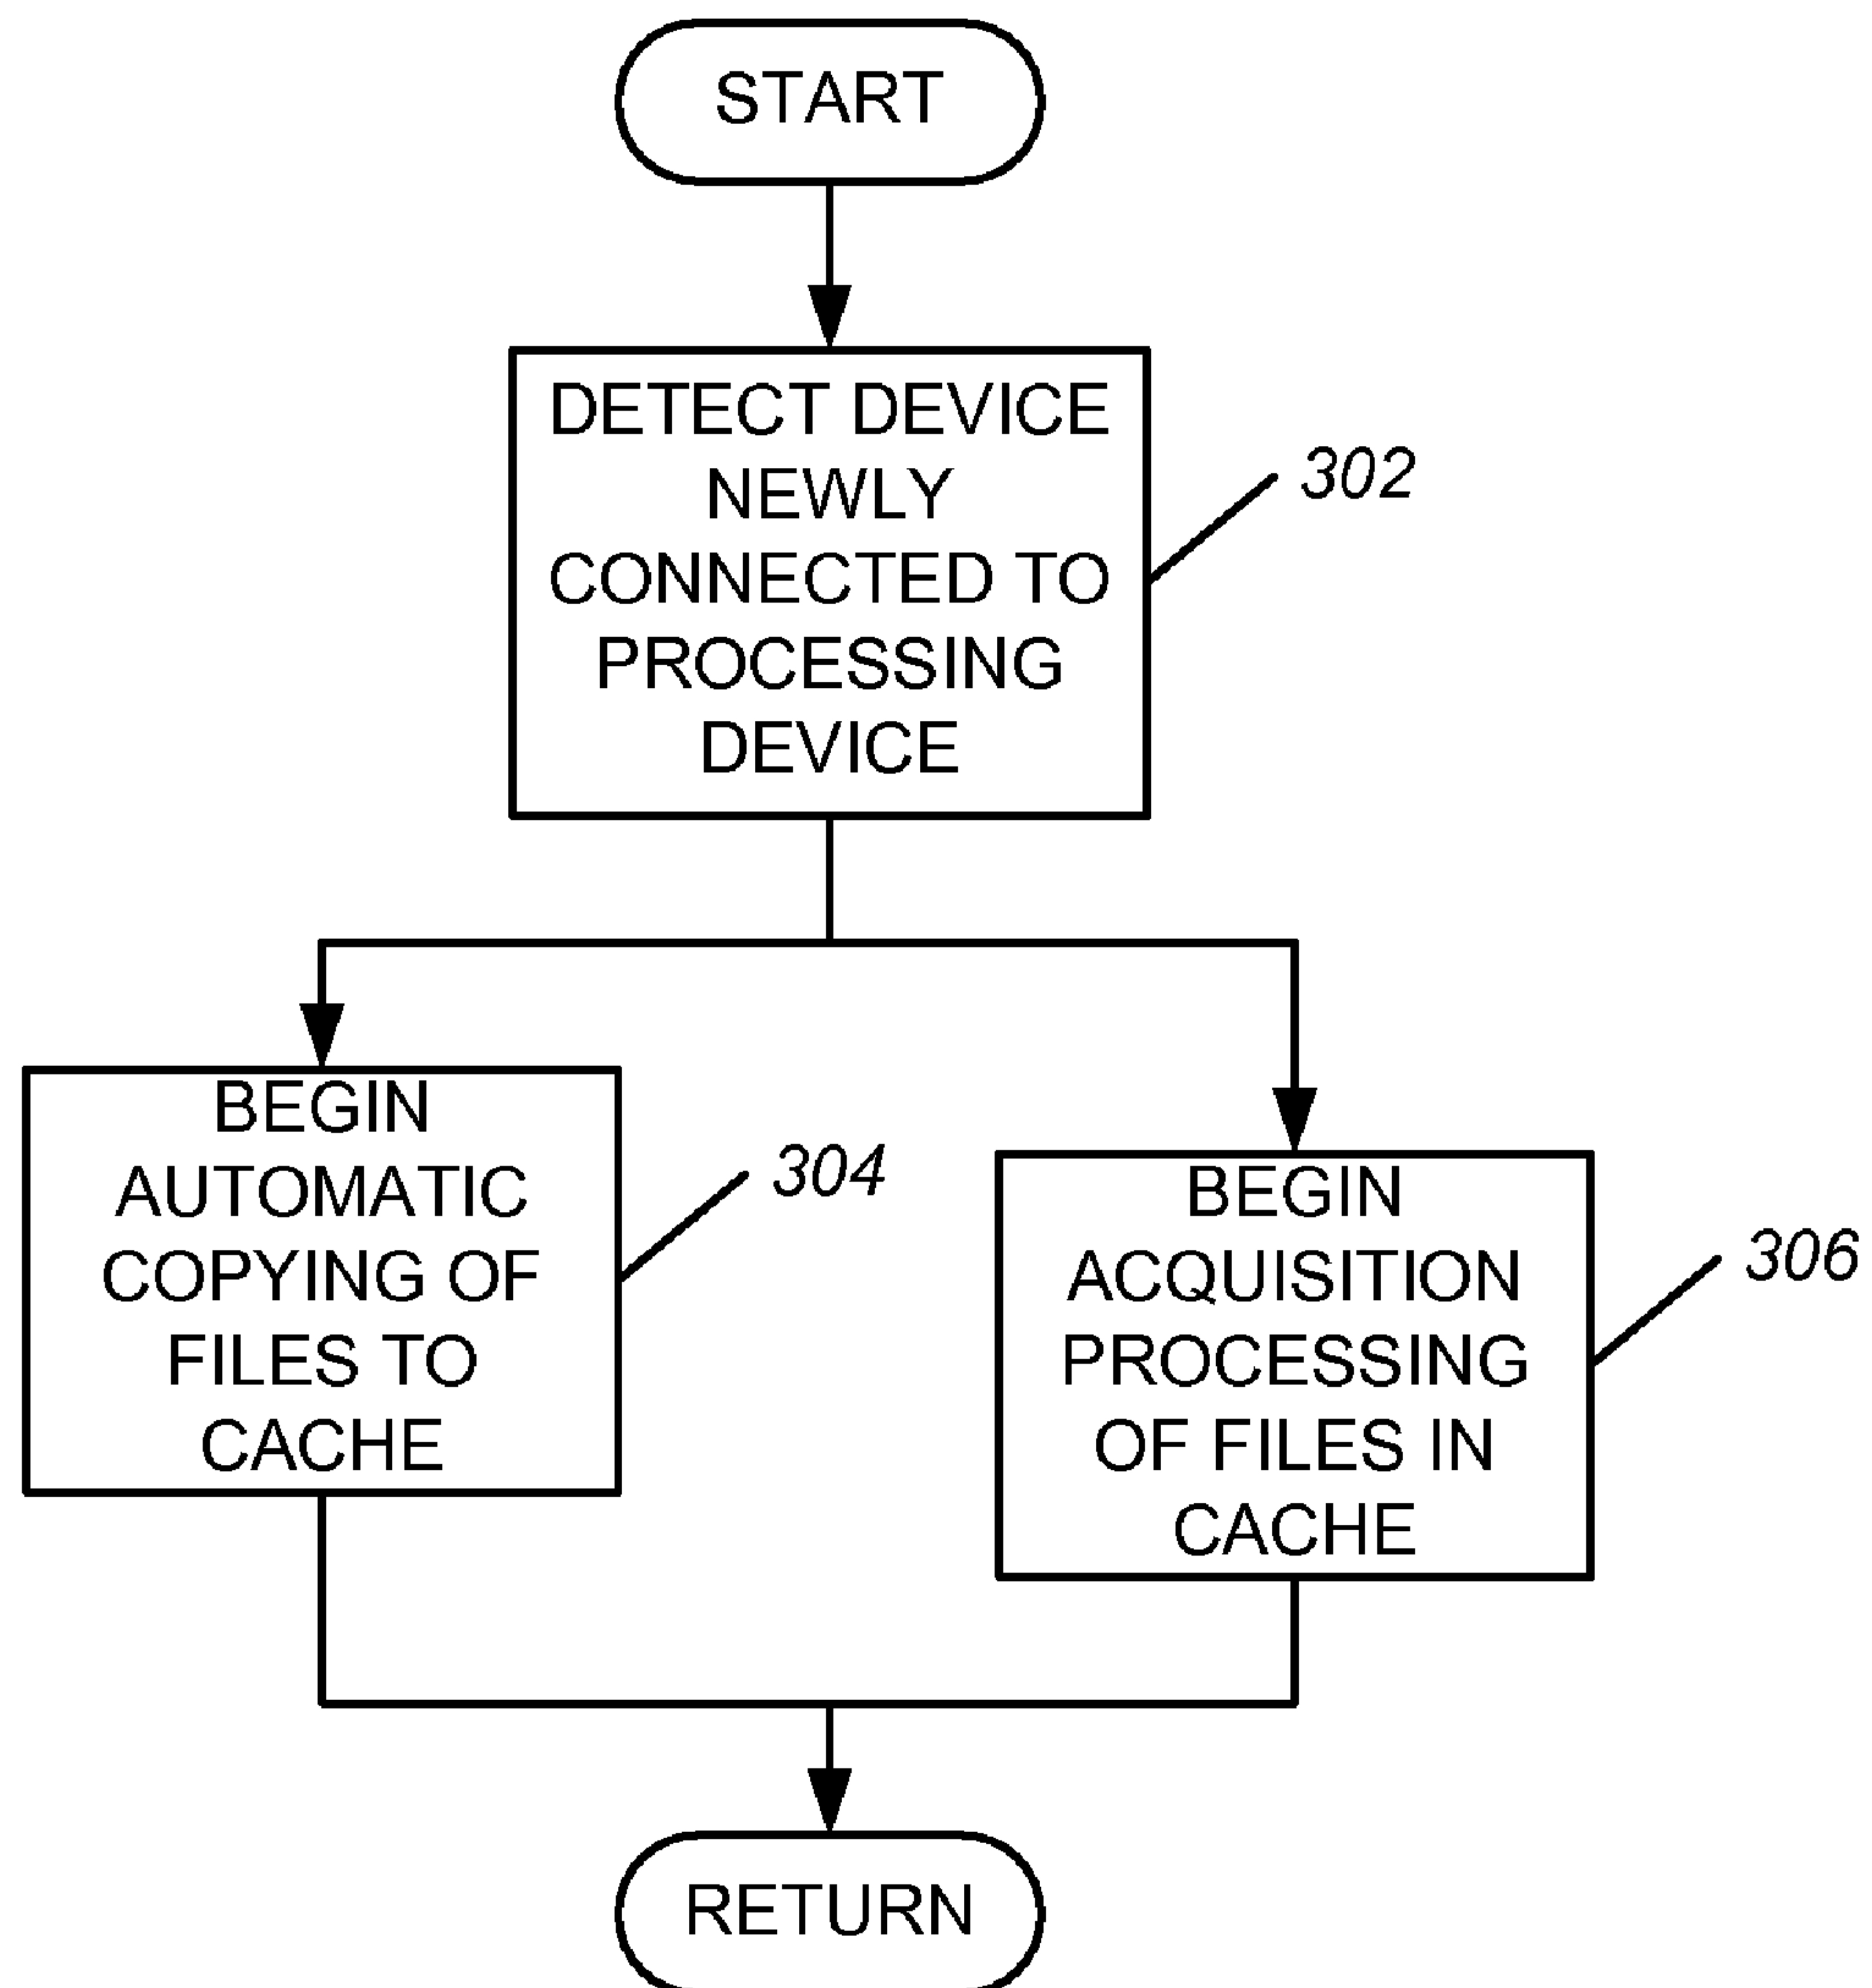 START
DETECT DEVICE
NEWLY
CONNECTED TO
PROCESSING
DEVICE
302
BEGIN
AUTOMATIC
COPYING OF
FILES TO
CACHE
304
BEGIN
ACQUISITION
PROCESSING
OF FILES IN
CACHE
306
RETURN